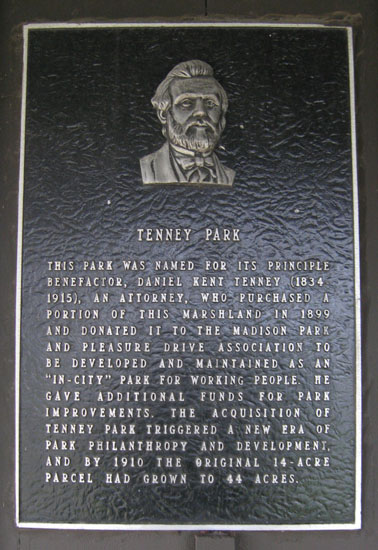 TENNEY PARK
THIS PARK WAS NAMED FOR ITS PRINCIPLE
BENEFACTOR, DANIEL KENT TENNEY (1834-
1915), AN ATTORNEY, WHO PURCHASED A
PORTION OF THIS MARSHLAND IN 1899
AND DONATED IT TO THE MADISON PARK
AND PLEASURE DRIVE ASSOCIATION TO
BE DEVELOPED AND MAINTAINED AS AN
"IN-CITY" PARK FOR WORKING PEOPLE. HE
GAVE ADDITIONAL FUNDS FOR PARK
IMPROVEMENTS. THE ACQUISITION OF
TENNEY PARK TRIGGERED A NEW ERA OF
PARK PHILANTHROPY AND DEVELOPMENT,
AND BY 1910 THE ORIGINAL 14-ACRE
PARCEL HAD GROWN TO 44 ACRES.